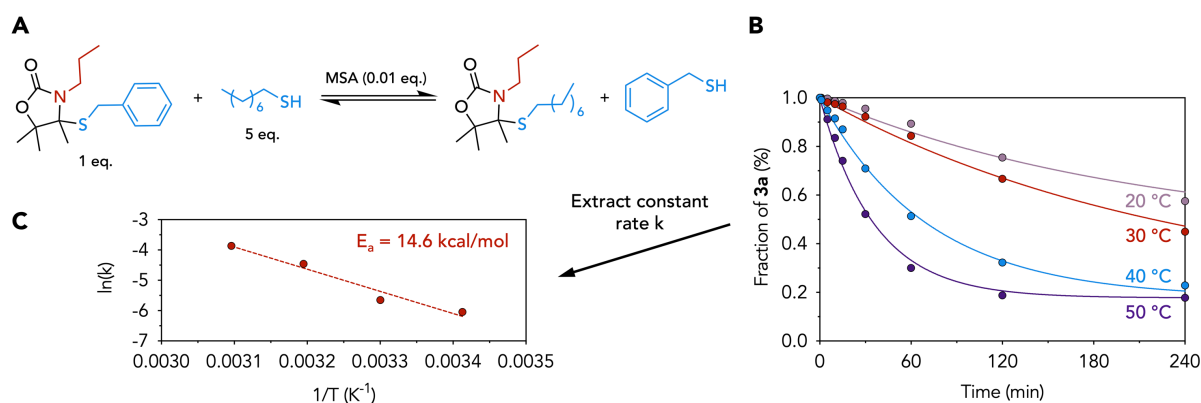 A
O
O
N
S
1 eq.
+
( )6 SH
5 eq.
MSA (0.01 eq.)
O
O
N
S
( )6
+
SH
B
Fraction of 3a (%)
1.0
0.8
0.6
0.4
0.2
0.0
20 °C
30 °C
40 °C
50 °C
0
60
120
180
240
Time (min)
Extract constant
rate k
C
ln(k)
-3
-4
-5
-6
-7
Ea = 14.6 kcal/mol
0.0030
0.0031
0.0032
0.0033
0.0034
0.0035
1/T (K-1)